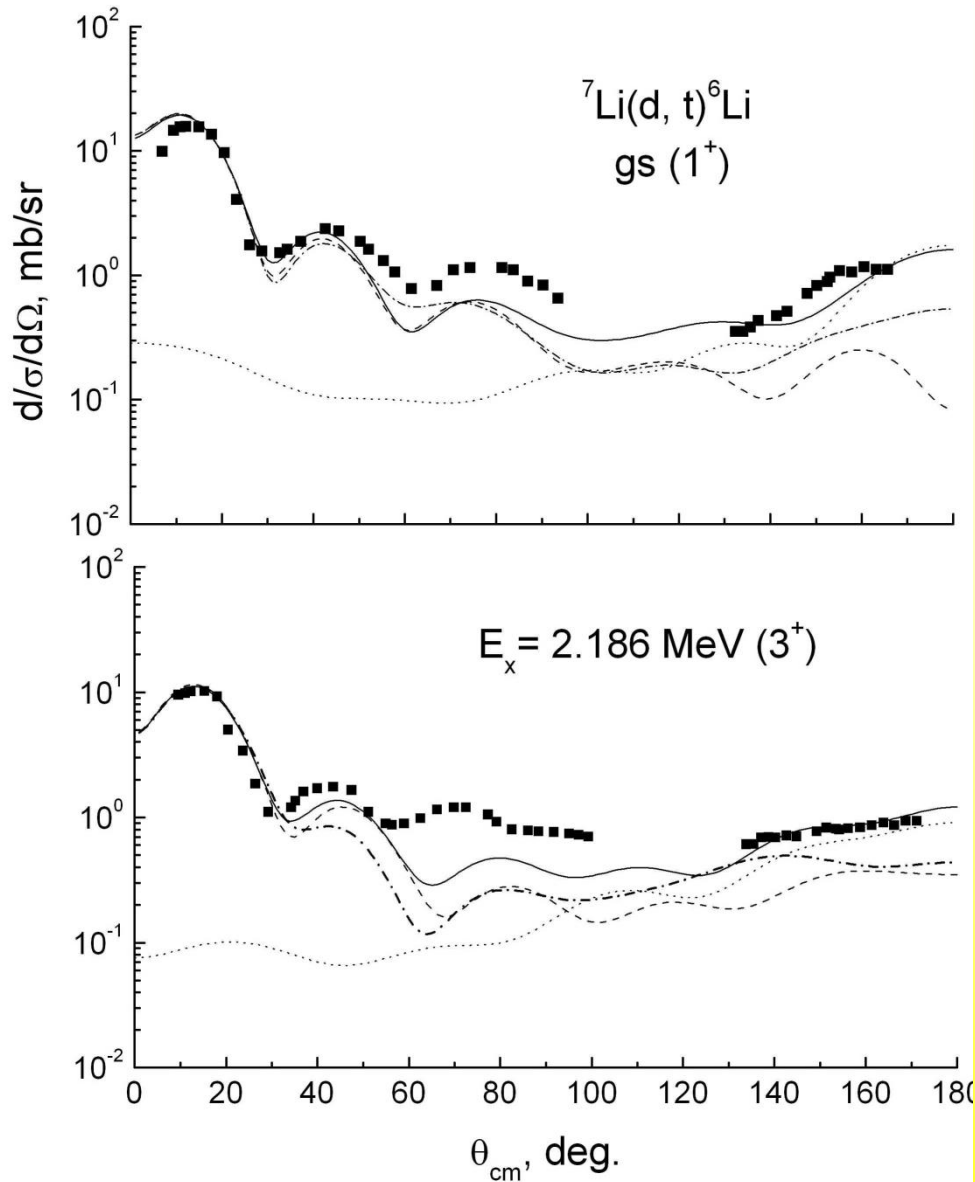 10²
10¹
10⁰
10⁻¹
10⁻²
d/σ/dΩ, mb/sr
⁷Li(d, t)⁶Li
gs (1⁺)
10²
10¹
10⁰
10⁻¹
10⁻²
Eₓ= 2.186 MeV (3⁺)
0 20 40 60 80 100 120 140 160 180
θcm, deg.